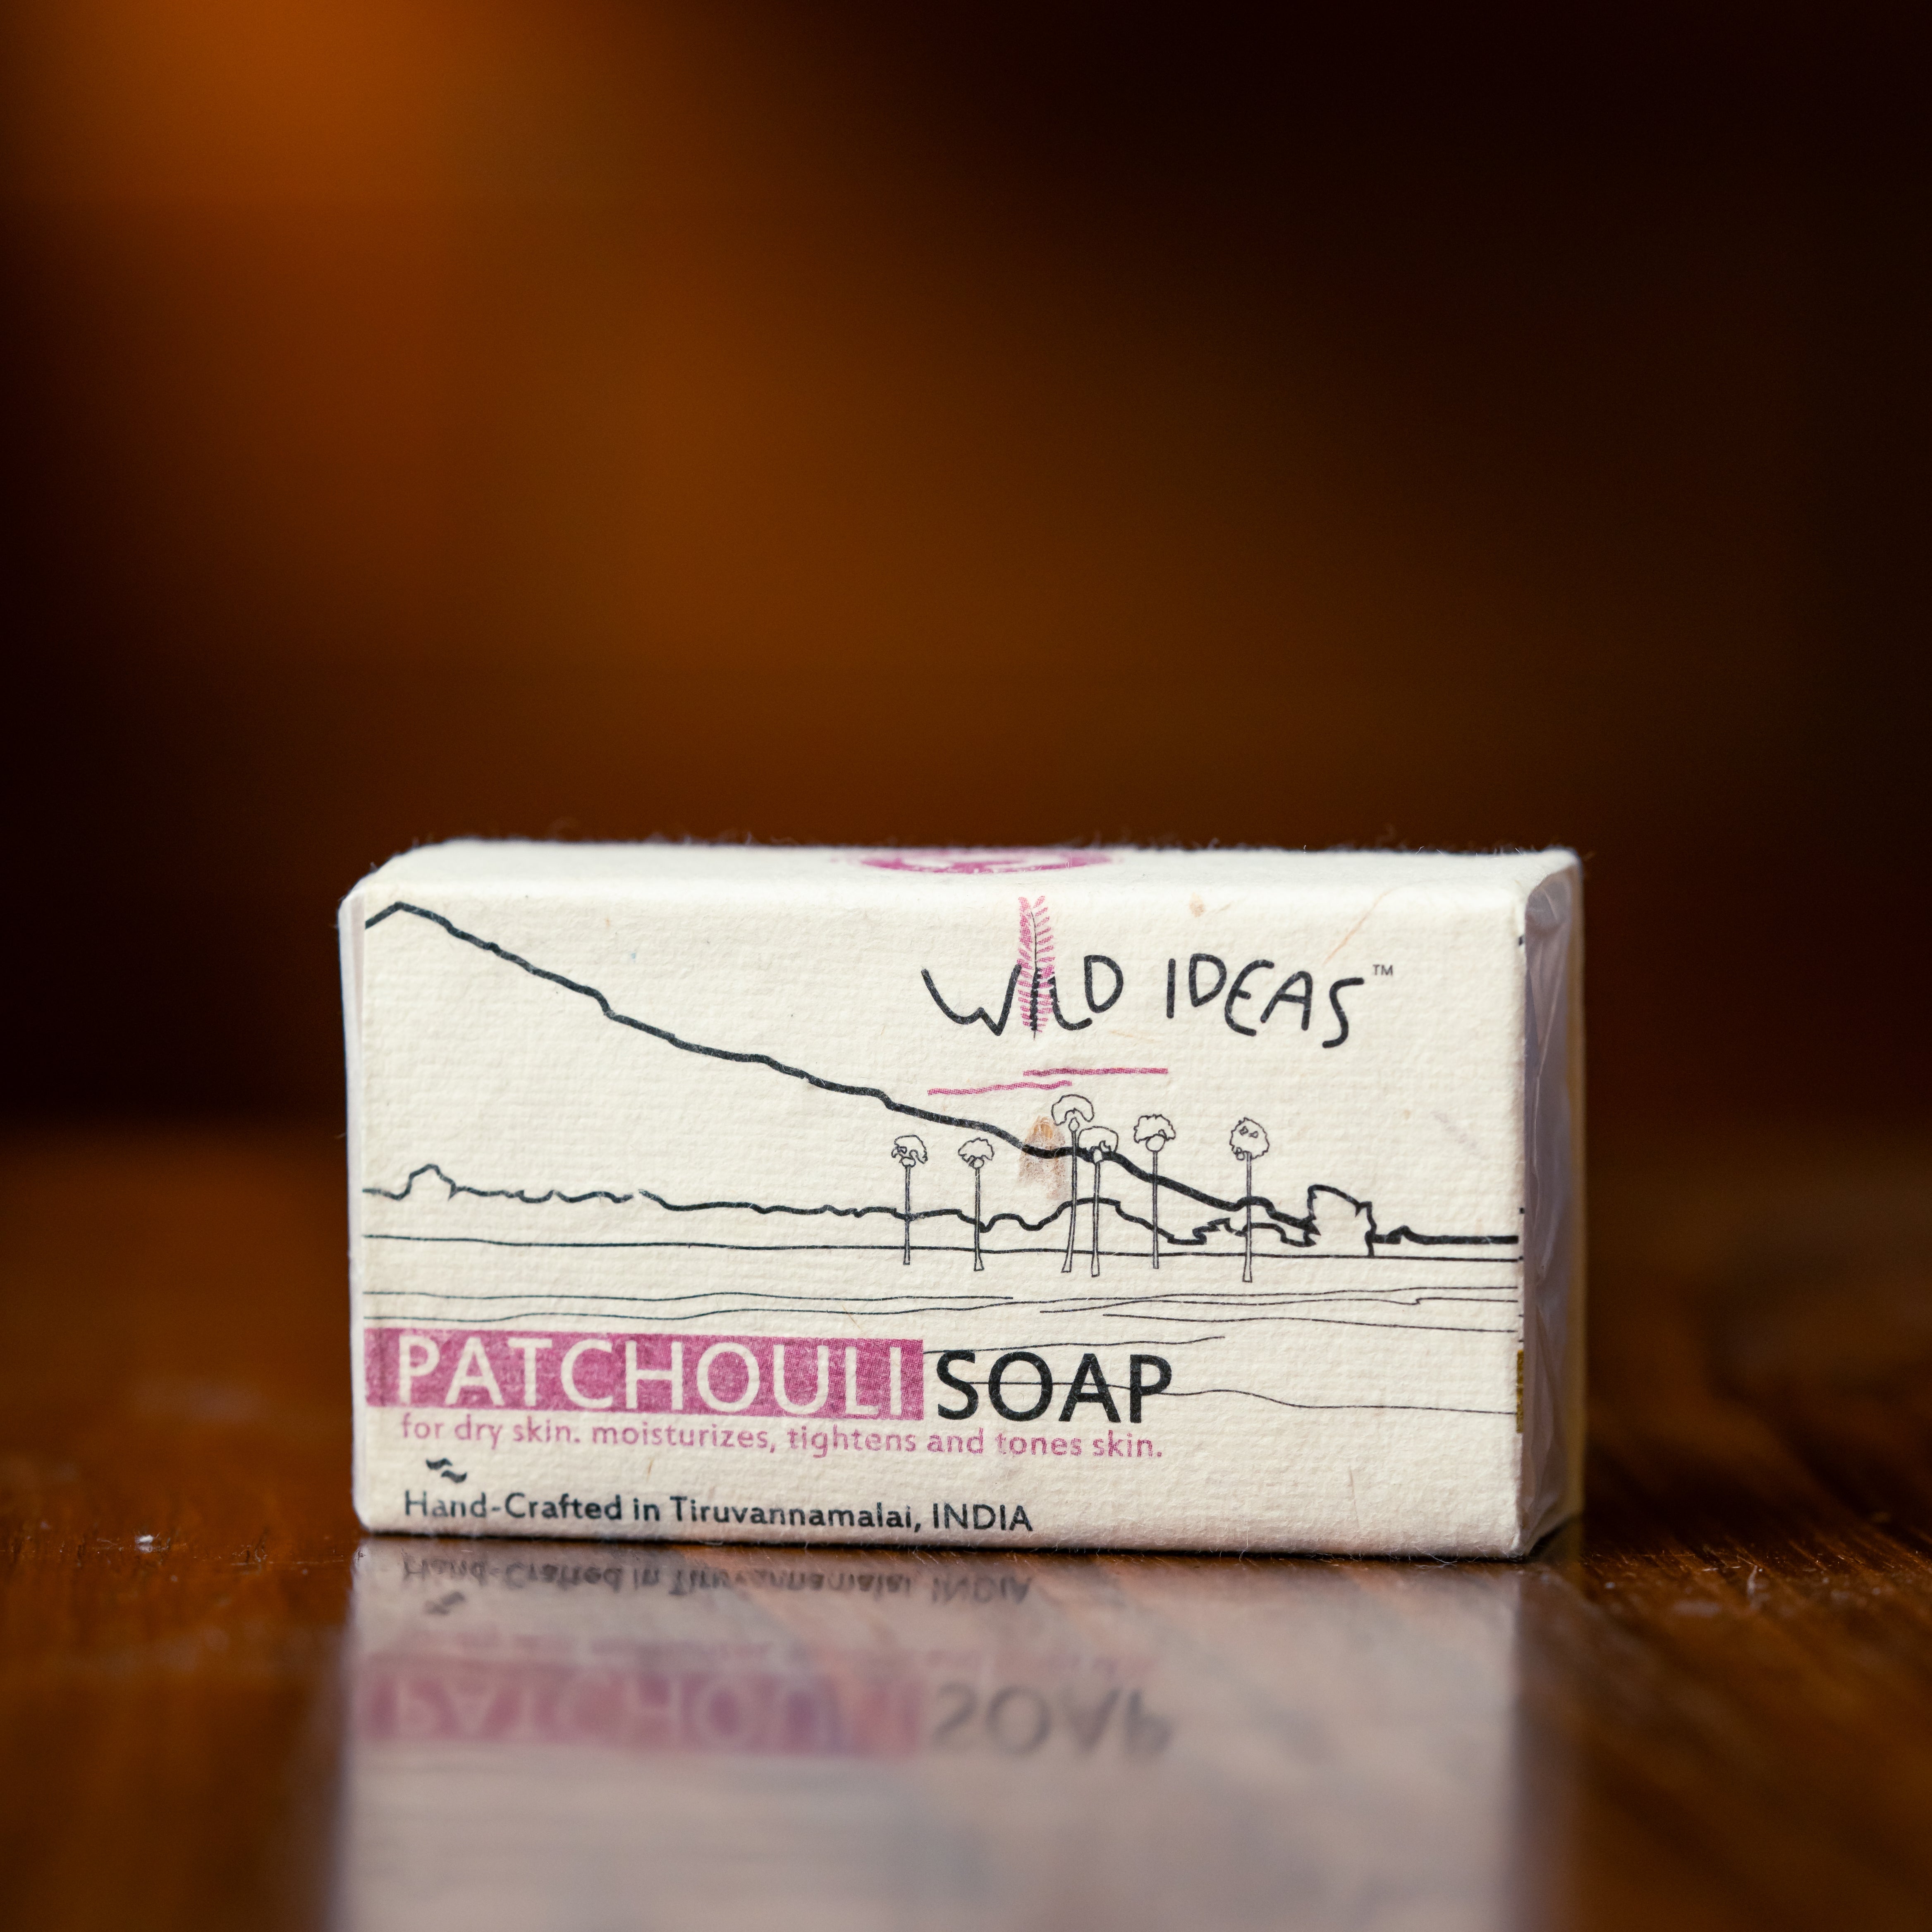 WILD IDEAS™
PATCHOULI SOAP
for dry skin. moisturizes, tightens and tones skin.
Hand-Crafted in Tiruvannamalai, INDIA